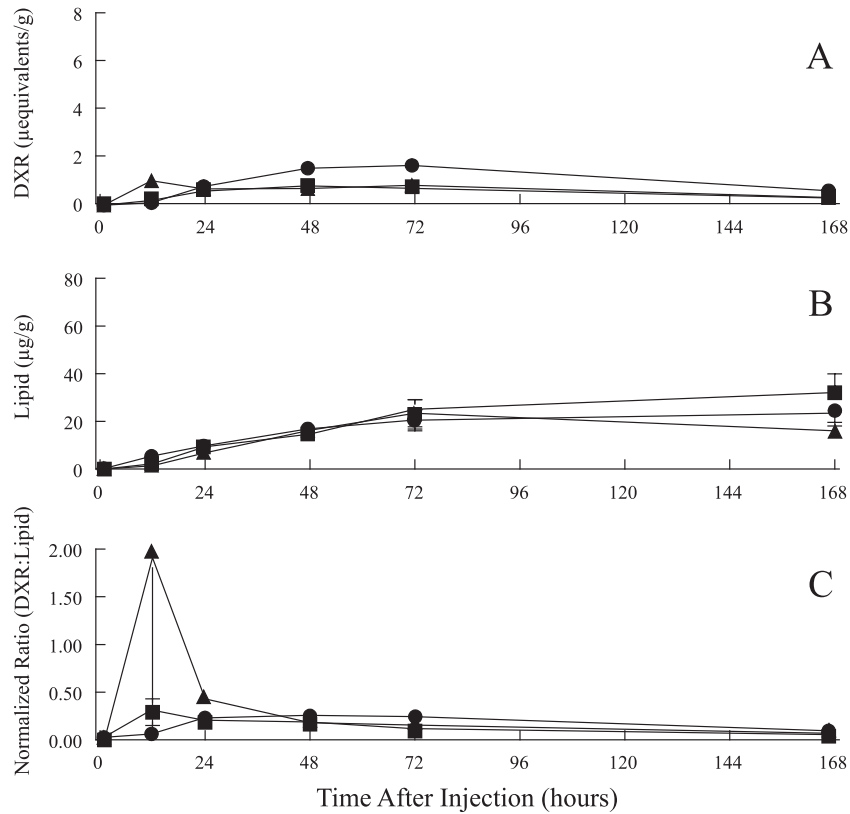 DXR (µequivalents/g)
8
6
4
2
0
A
0 24 48 72 96 120 144 168
Lipid (µg/g)
80
60
40
20
0
B
0 24 48 72 96 120 144 168
Normalized Ratio (DXR:Lipid)
2.00
1.50
1.00
0.50
0.00
C
0 24 48 72 96 120 144 168
Time After Injection (hours)